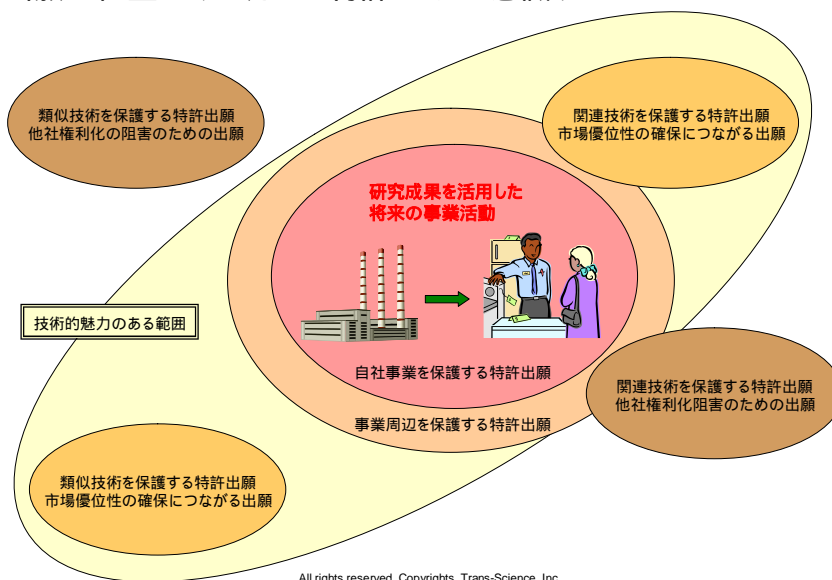 類似技術を保護する特許出願
他社権利化の阻害のための出願
関連技術を保護する特許出願
市場優位性の確保につながる出願
研究成果を活用した
将来の事業活動
技術的魅力のある範囲
自社事業を保護する特許出願
関連技術を保護する特許出願
他社権利化阻害のための出願
事業周辺を保護する特許出願
類似技術を保護する特許出願
市場優位性の確保につながる出願
All rights reserved, Copyrights, Trans-Science, Inc.